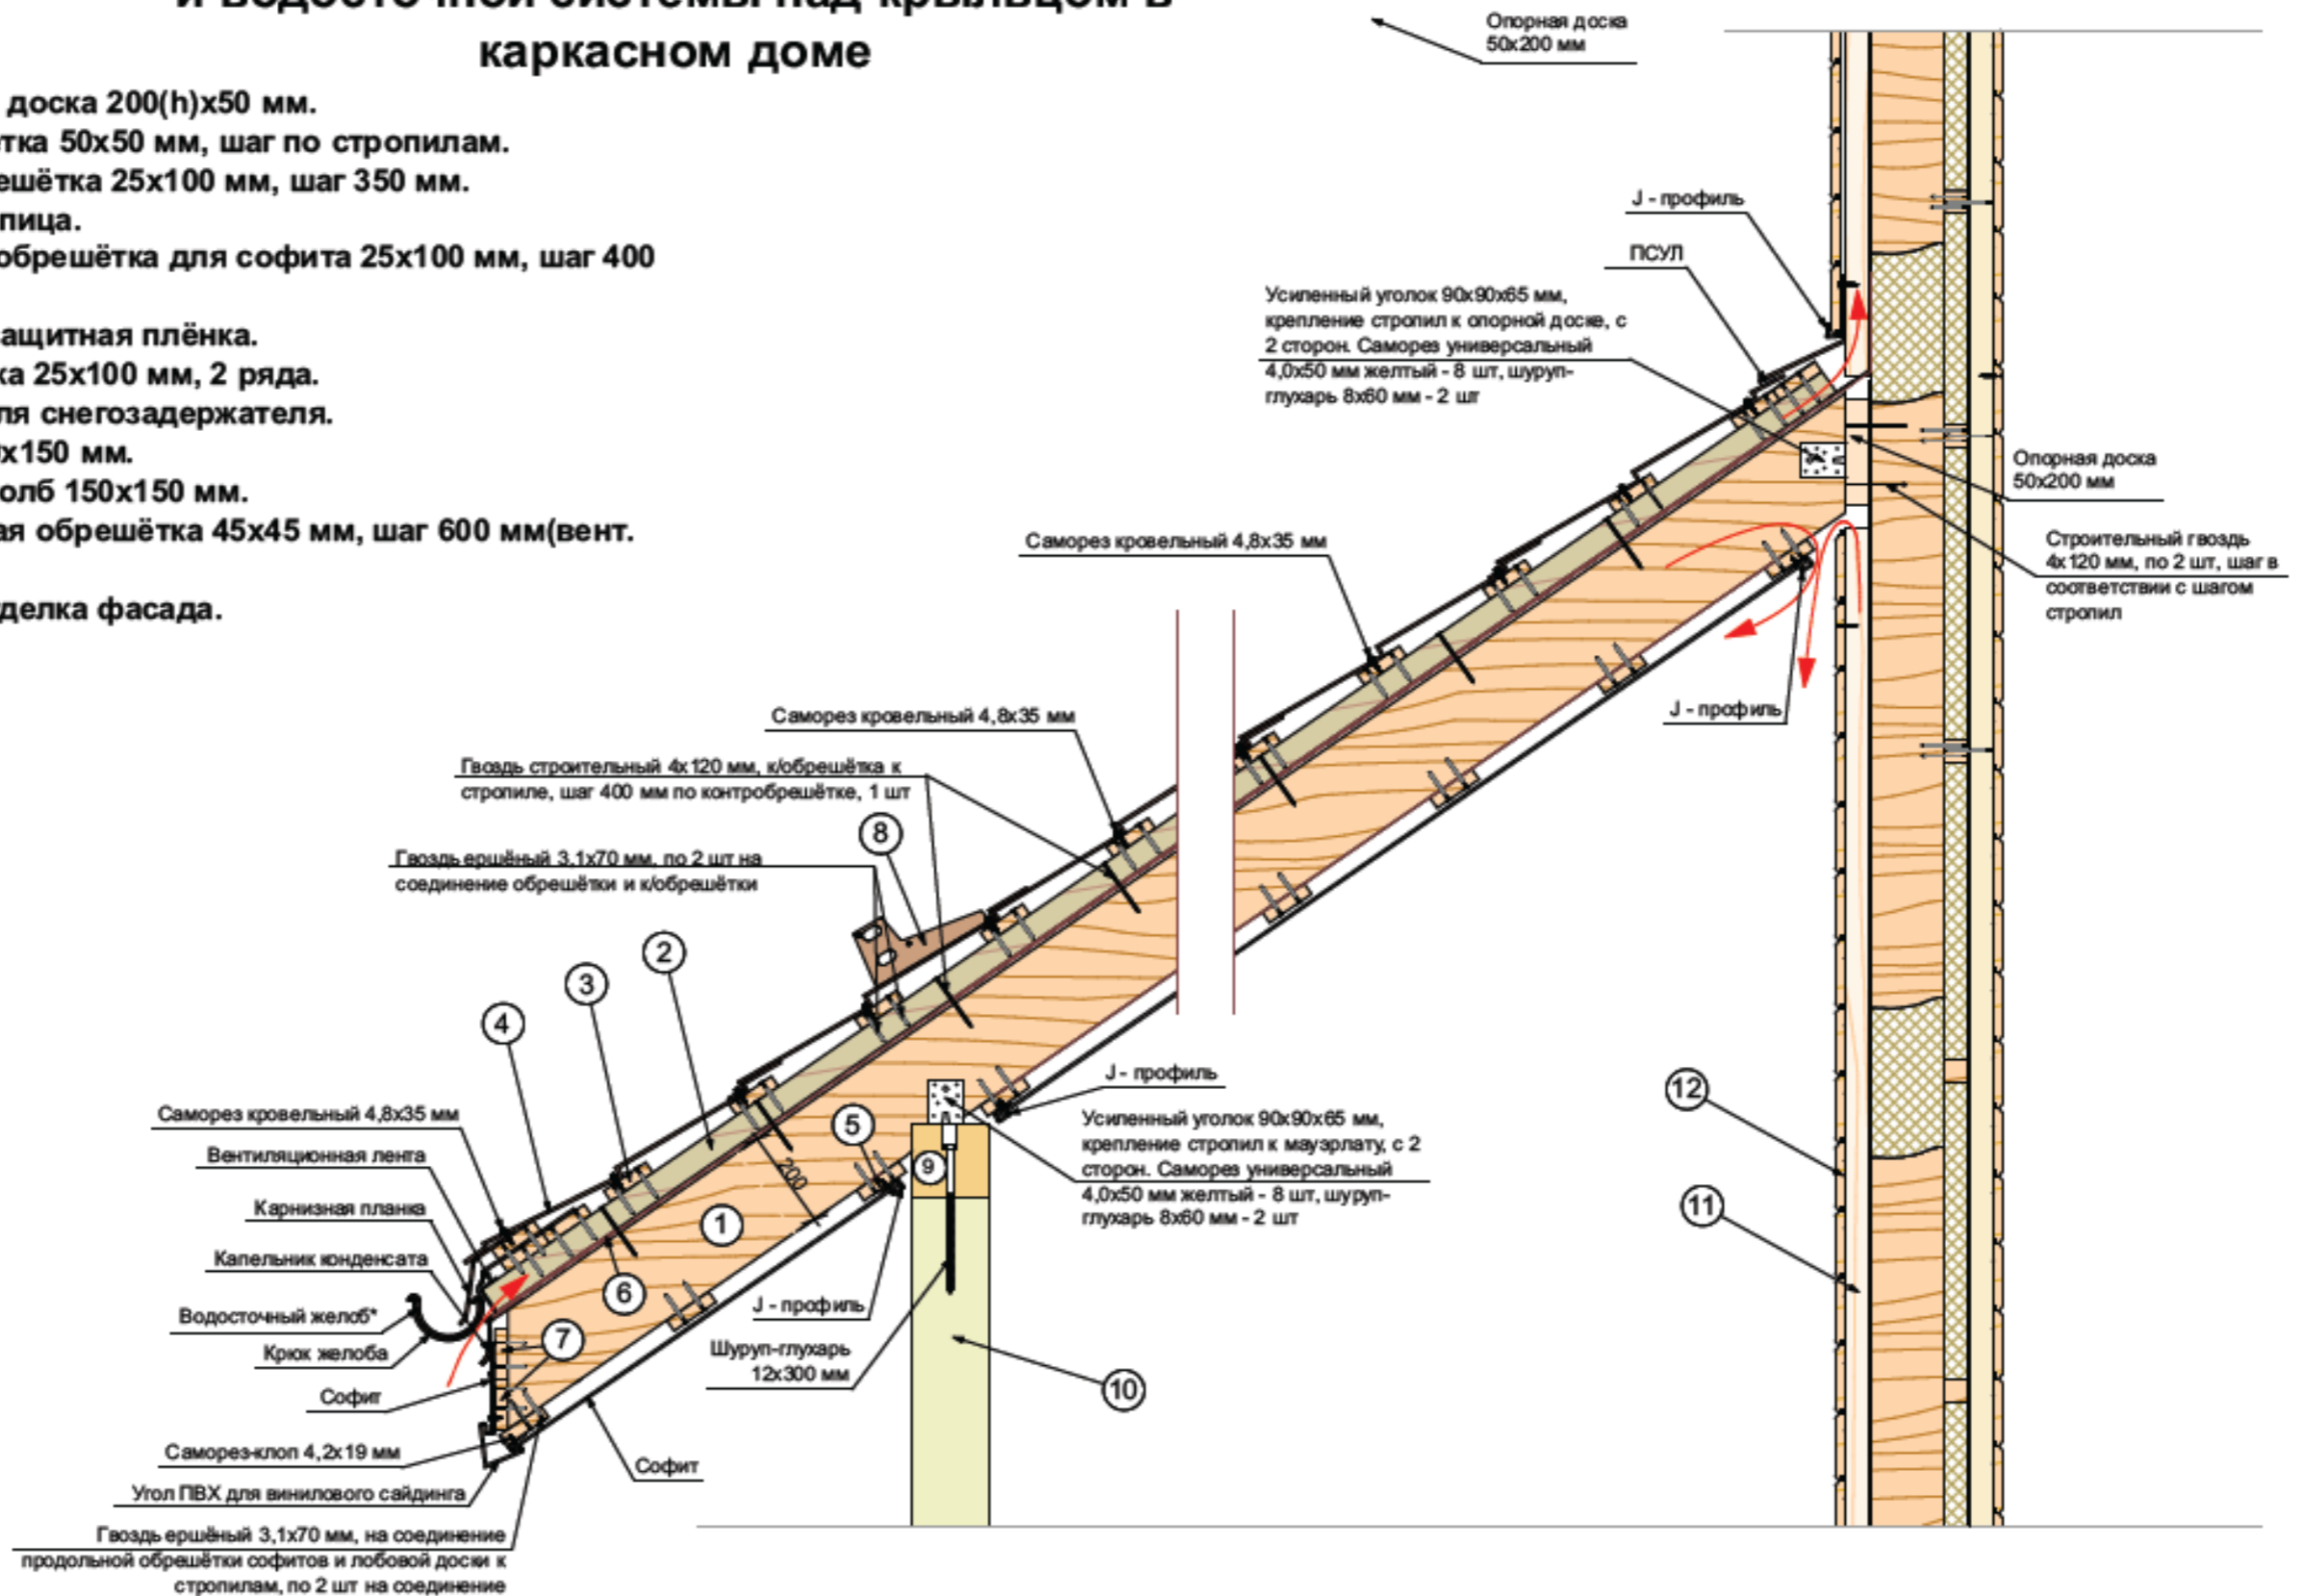 и водосточной системы над крыльцом в
каркасном доме
доска 200(h)x50 мм.
тка 50x50 мм, шаг по стропилам.
ешётка 25x100 мм, шаг 350 мм.
пица.
обрешётка для софита 25x100 мм, шаг 400
ащитная плёнка.
ка 25x100 мм, 2 ряда.
ля снегозадержателя.
x150 мм.
олб 150x150 мм.
ая обрешётка 45x45 мм, шаг 600 мм(вент.
делка фасада.
Опорная доска
50x200 мм
J - профиль
ПСУЛ
Усиленный уголок 90x90x65 мм,
крепление стропил к опорной доске, с
2 сторон. Саморез универсальный
4,0x50 мм желтый - 8 шт, шуруп-
глухарь 8x60 мм - 2 шт
Опорная доска
50x200 мм
Строительный гвоздь
4x120 мм, по 2 шт, шаг в
соответствии с шагом
стропил
J - профиль
Саморез кровельный 4,8x35 мм
Саморез кровельный 4,8x35 мм
Гвоздь строительный 4x120 мм, к/обрешётка к
стропиле, шаг 400 мм по контробрешётке, 1 шт
8
Гвоздь ершёный 3,1x70 мм, по 2 шт на
соединение обрешётки и к/обрешётки
2
3
4
Саморез кровельный 4,8x35 мм
Вентиляционная лента
Карнизная планка
Капельник конденсата
Водосточный желоб*
Крюк желоба
Софит
Саморез-клоп 4,2x19 мм
Угол ПВХ для винилового сайдинга
Гвоздь ершёный 3,1x70 мм, на соединение
продольной обрешётки софитов и лобовой доски к
стропилам, по 2 шт на соединение
200
5
1
6
7
9
J - профиль
Усиленный уголок 90x90x65 мм,
крепление стропил к мауэрлату, с 2
сторон. Саморез универсальный
4,0x50 мм желтый - 8 шт, шуруп-
глухарь 8x60 мм - 2 шт
J - профиль
Шуруп-глухарь
12x300 мм
10
Софит
12
11